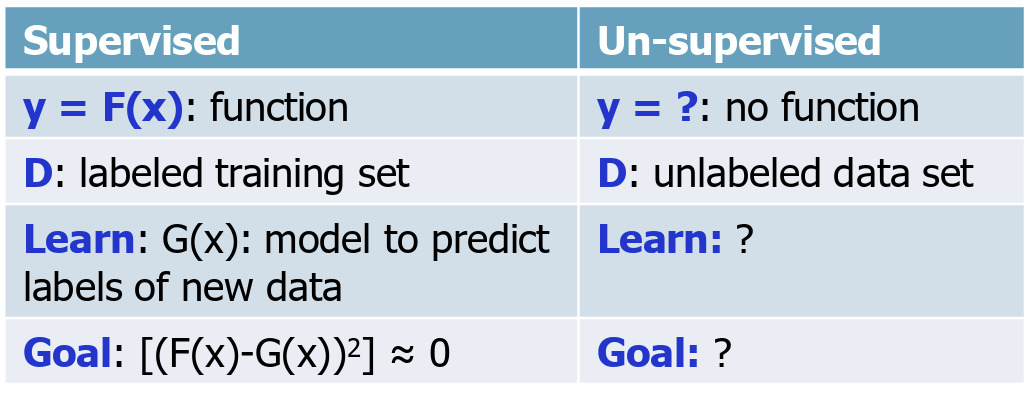 Supervised
Un-supervised
y = F(x): function
y = ?: no function
D: labeled training set
D: unlabeled data set
Learn: G(x): model to predict
labels of new data
Learn: ?
Goal: [(F(x)-G(x))²] ≈ 0
Goal: ?